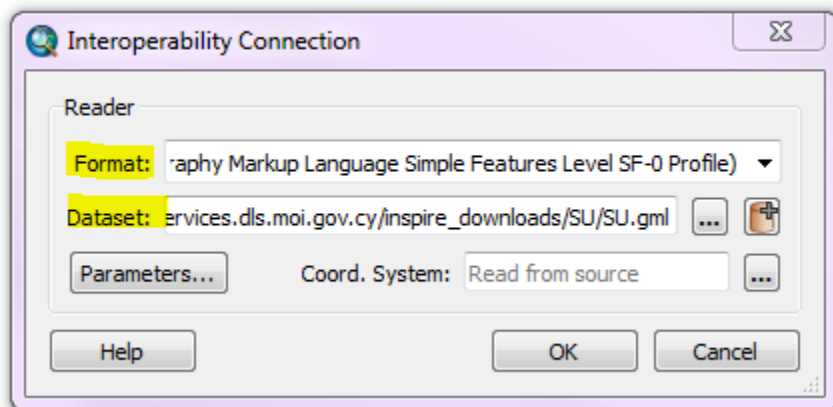 Interoperability Connection
Reader
Format: raphy Markup Language Simple Features Level SF-0 Profile)
Dataset: ervices.dls.moi.gov.cy/inspire_downloads/SU/SU.gml ...
Parameters... Coord. System: Read from source ...
Help OK Cancel